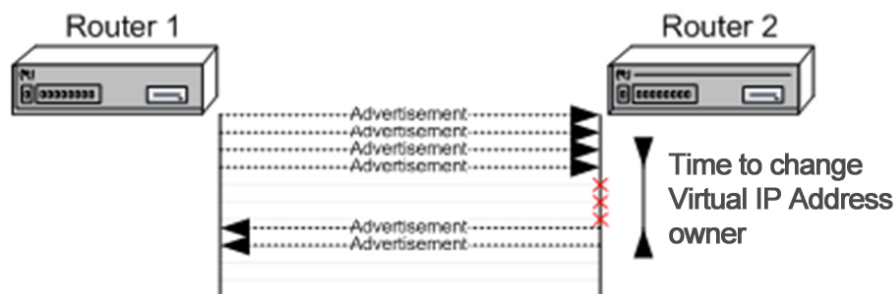 Router 1
Router 2
Advertisement
Advertisement
Advertisement
Advertisement
Time to change
Virtual IP Address
owner
Advertisement
Advertisement